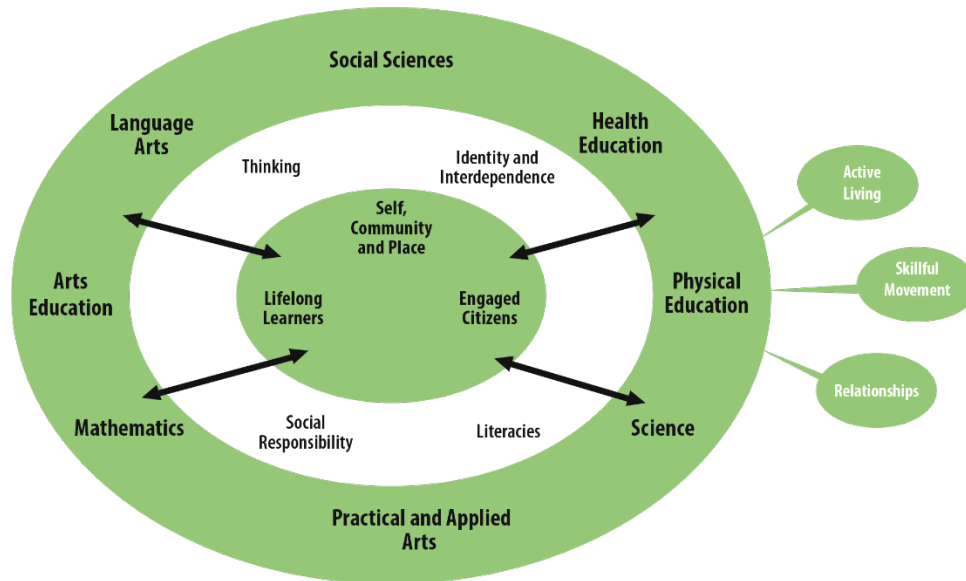 Social Sciences
Language
Arts
Health
Education
Thinking
Identity and
Interdependence
Active
Living
Self,
Community
and Place
Arts
Education
Lifelong
Learners
Engaged
Citizens
Physical
Education
Skillful
Movement
Relationships
Mathematics
Social
Responsibility
Literacies
Science
Practical and Applied
Arts